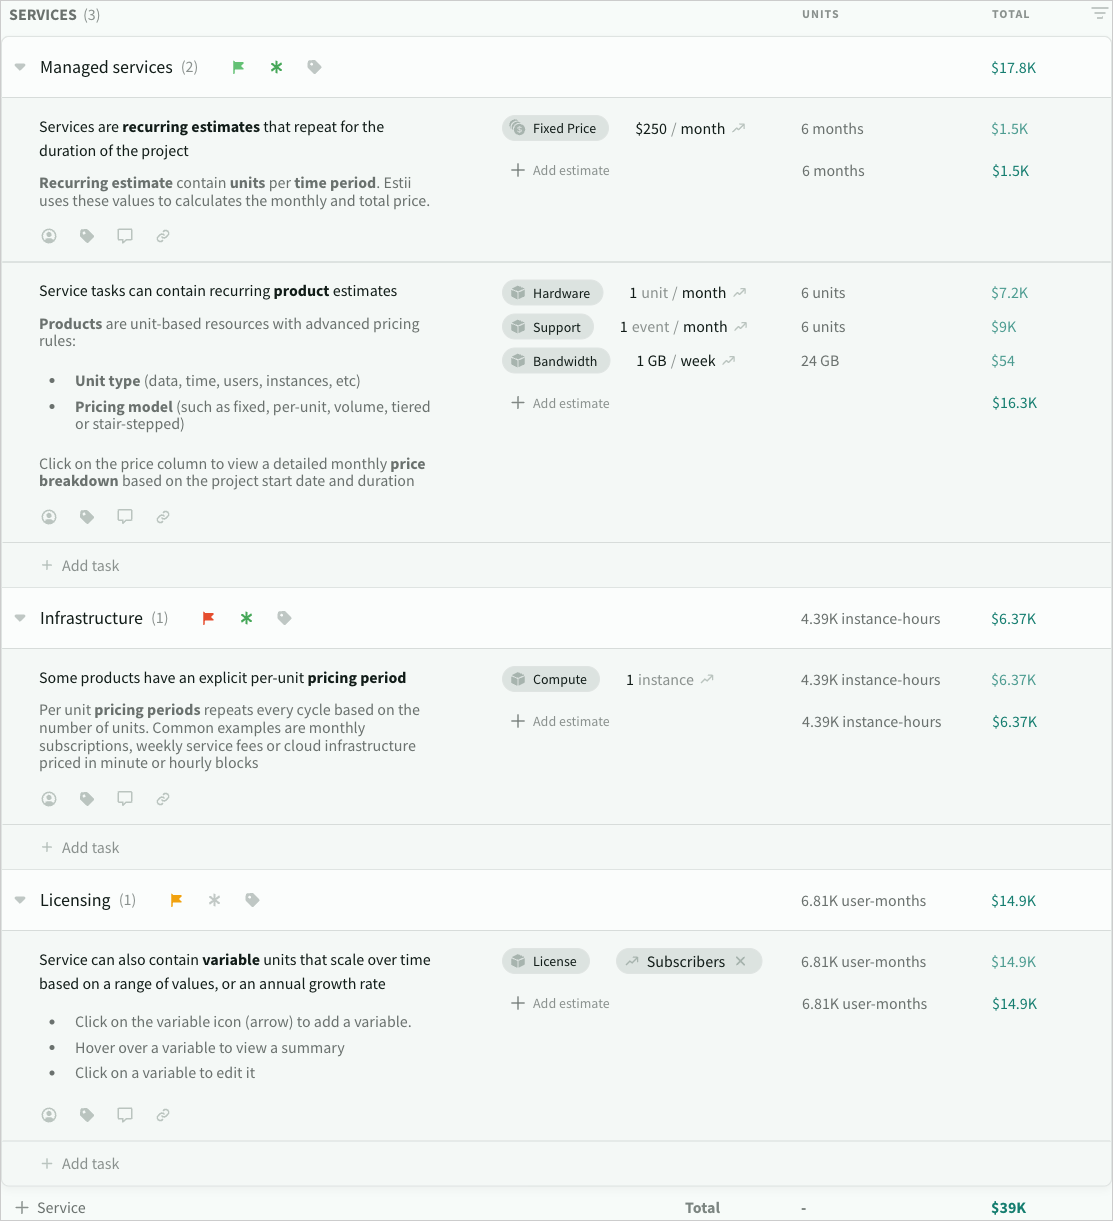 SERVICES (3) UNITS TOTAL
Managed services (2) $17.8K
Services are recurring estimates that repeat for the
duration of the project
Fixed Price $250 / month 6 months $1.5K
Add estimate 6 months $1.5K
Recurring estimate contain units per time period. Estii
uses these values to calculates the monthly and total price.
Service tasks can contain recurring product estimates
Hardware 1 unit / month 6 units $7.2K
Support 1 event / month 6 units $9K
Bandwidth 1 GB / week 24 GB $54
Add estimate $16.3K
Products are unit-based resources with advanced pricing
rules:
• Unit type (data, time, users, instances, etc)
• Pricing model (such as fixed, per-unit, volume, tiered
or stair-stepped)
Click on the price column to view a detailed monthly price
breakdown based on the project start date and duration
+ Add task
Infrastructure (1) 4.39K instance-hours $6.37K
Some products have an explicit per-unit pricing period
Compute 1 instance 4.39K instance-hours $6.37K
Add estimate 4.39K instance-hours $6.37K
Per unit pricing periods repeats every cycle based on the
number of units. Common examples are monthly
subscriptions, weekly service fees or cloud infrastructure
priced in minute or hourly blocks
+ Add task
Licensing (1) 6.81K user-months $14.9K
Service can also contain variable units that scale over time
based on a range of values, or an annual growth rate
License Subscribers 6.81K user-months $14.9K
Add estimate 6.81K user-months $14.9K
• Click on the variable icon (arrow) to add a variable.
• Hover over a variable to view a summary
• Click on a variable to edit it
+ Add task
+ Service Total - $39K